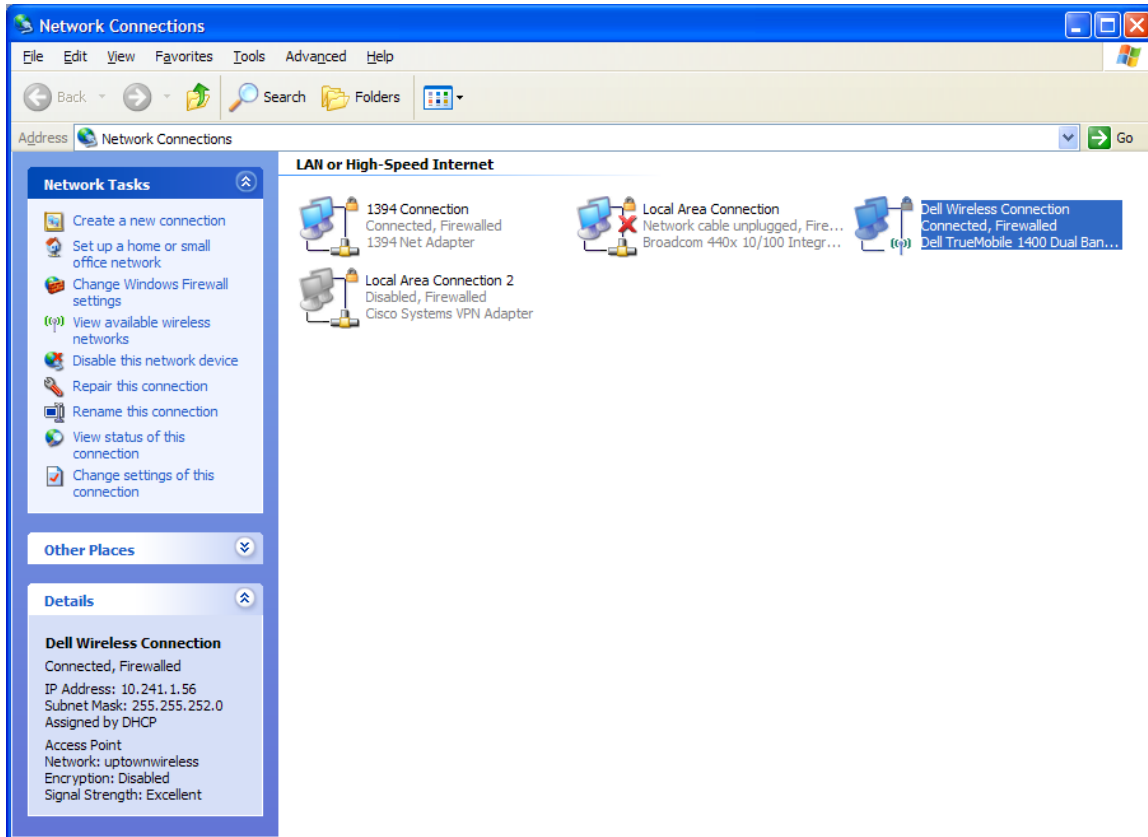 Network Connections
File Edit View Favorites Tools Advanced Help
Back Search Folders
Address Network Connections Go
Network Tasks
Create a new connection
Set up a home or small
office network
Change Windows Firewall
settings
View available wireless
networks
Disable this network device
Repair this connection
Rename this connection
View status of this
connection
Change settings of this
connection
Other Places
Details
Dell Wireless Connection
Connected, Firewalled
IP Address: 10.241.1.56
Subnet Mask: 255.255.252.0
Assigned by DHCP
Access Point
Network: uptownwireless
Encryption: Disabled
Signal Strength: Excellent
LAN or High-Speed Internet
1394 Connection
Connected, Firewalled
1394 Net Adapter
Local Area Connection
Network cable unplugged, Fire...
Broadcom 440x 10/100 Integr...
Dell Wireless Connection
Connected, Firewalled
Dell TrueMobile 1400 Dual Ban...
Local Area Connection 2
Disabled, Firewalled
Cisco Systems VPN Adapter